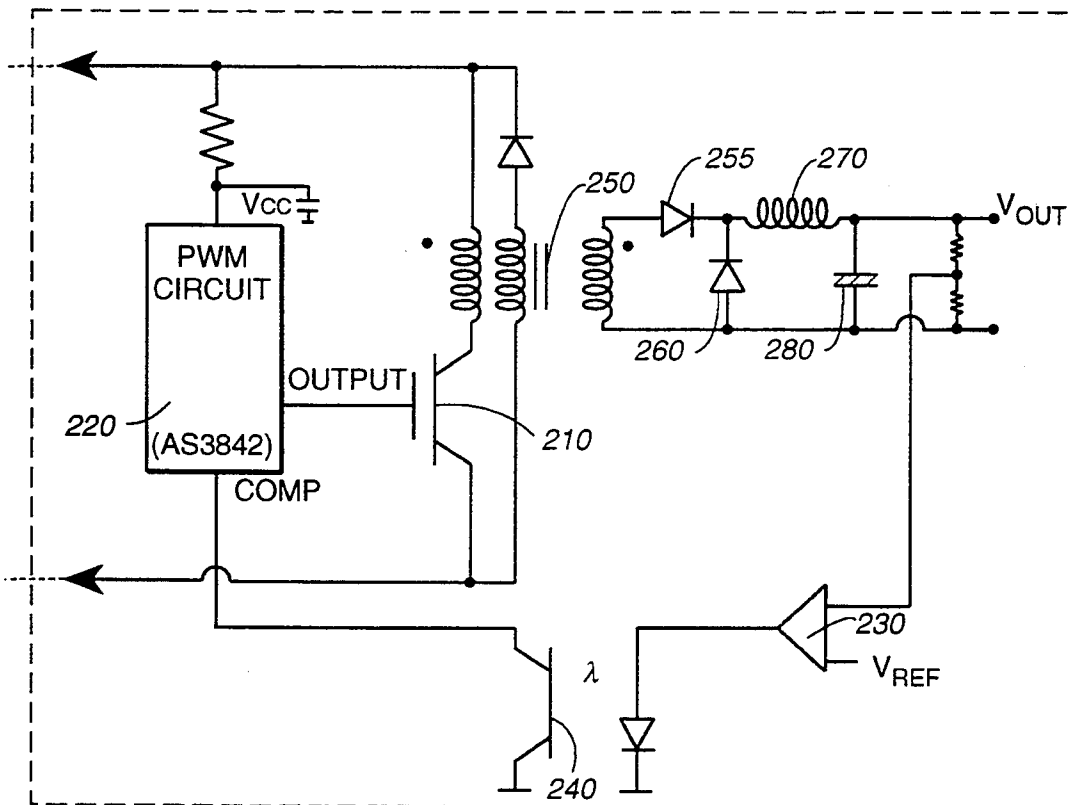 255
270
250
VCC
VOUT
PWM
CIRCUIT
260
280
OUTPUT
220
210
(AS3842)
COMP
230
λ
VREF
240